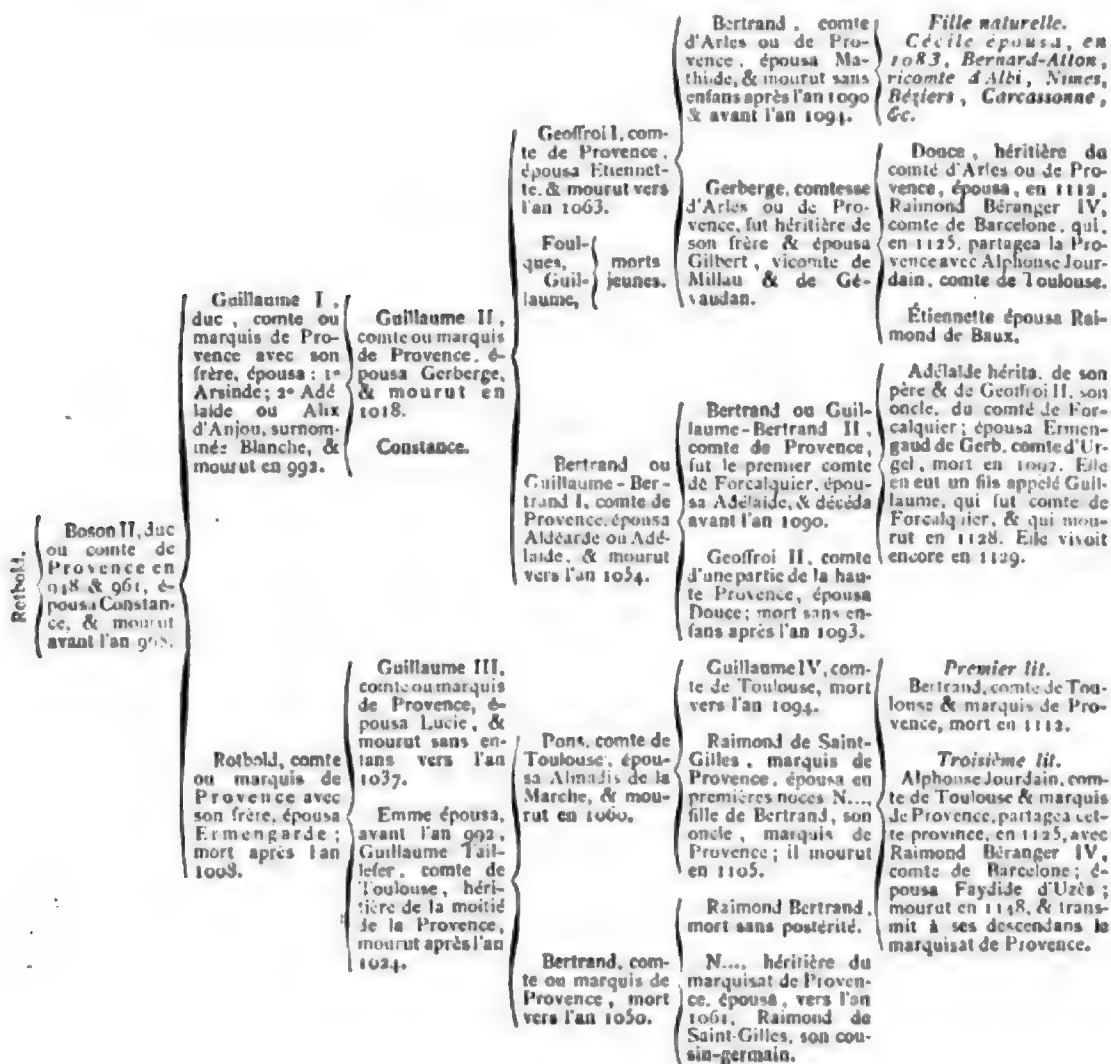 Rotbold.
Boson II, duc
ou comte de
Provence en
948 & 961, é-
pousa Constan-
ce, & mourut
avant l'an
Guillaume I,
duc, comte ou
marquis de Pro-
vence avec son
frère, épousa : 1°
Arsinde; 2° Adé
laide ou Alix
d'Anjou, surnom-
mée Blanche, &
mourut en 992.
Rotbold, comte
ou marquis de
Provence avec
son frère, épousa
Ermengarde;
mort après l'an
1008.
Guillaume II,
comte ou marquis
de Provence, é-
pousa Gerberge,
& mourut en
1018.
Constance.
Guillaume III,
comte ou marquis
de Provence, é-
pousa Lucie, &
mourut sans en-
fans vers l'an
1037.
Emme épousa,
avant l'an 992,
Guillaume Tail-
lefer, comte de
Toulouse, héri-
tière de la moitié
de la Provence,
mourut après l'an
1024.
Geoffroi I, com-
te de Provence,
épousa Etiennet-
te, & mourut vers
l'an 1063.
Foul-
ques,
Guil-
laume,
morts
jeunes.
Bertrand ou
Guillaume-Ber-
trand I, comte de
Provence, épousa
Aldéarde ou Adé-
laide, & mourut
vers l'an 1054.
Pons, comte de
Toulouse, épou-
sa Almadis de la
Marche, & mou-
rut en 1060.
Bertrand, com-
te ou marquis de
Provence, mort
vers l'an 1050.
Bertrand, comte
d'Arles ou de Pro-
vence, épousa Ma-
thilde, & mourut sans
enfans après l'an 1090
& avant l'an 1094.
Gerberge, comtesse
d'Arles ou de Pro-
vence, fut héritière de
son frère & épousa
Gilbert, vicomte de
Millau & de Gé-
vaudan.
Bertrand ou Guil-
laume-Bertrand II,
comte de Provence,
fut le premier comte
de Forcalquier, épou-
sa Adélaide, & décéda
avant l'an 1090.
Geoffroi II, comte
d'une partie de la hau-
te Provence, épousa
Douce; mort sans en-
fans après l'an 1093.
Guillaume IV, com-
te de Toulouse, mort
vers l'an 1094.
Raimond de Saint-
Gilles, marquis de
Provence, épousa en
premières noces N...,
fille de Bertrand, son
oncle, marquis de
Provence; il mourut
en 1105.
Raimond Bertrand,
mort sans postérité.
N..., héritière du
marquisat de Proven-
ce, épousa, vers l'an
1061, Raimond de
Saint-Gilles, son cou-
sin-germain.
Fille naturelle.
Cécile épousa, en
1083, Bernard-Atton,
vicomte d'Albi, Nimes,
Béziers, Carcassonne,
&c.
Douce, héritière du
comté d'Arles ou de Pro-
vence, épousa, en 1112,
Raimond Béranger IV,
comte de Barcelone, qui,
en 1125, partagea la Pro-
vence avec Alphonse Jour-
dain, comte de Toulouse.
Étiennette épousa Rai-
mond de Baux.
Adélaide hérita, de son
père & de Geoffroi II, son
oncle, du comté de For-
calquier; épousa Ermen-
gaud de Gerb, comte d'Ur-
gel, mort en 1092. Elle
en eut un fils appelé Guil-
laume, qui fut comte de
Forcalquier, & qui mou-
rut en 1128. Elle vivoit
encore en 1129.
Premier lit.
Bertrand, comte de Tou-
louse & marquis de Pro-
vence, mort en 1112.
Troisième lit.
Alphonse Jourdain, com-
te de Toulouse & marquis
de Provence, partagea cet-
te province, en 1125, avec
Raimond Béranger IV,
comte de Barcelone; é-
pousa Faydide d'Uzès;
mourut en 1148, & trans-
mit à ses descendans le
marquisat de Provence.